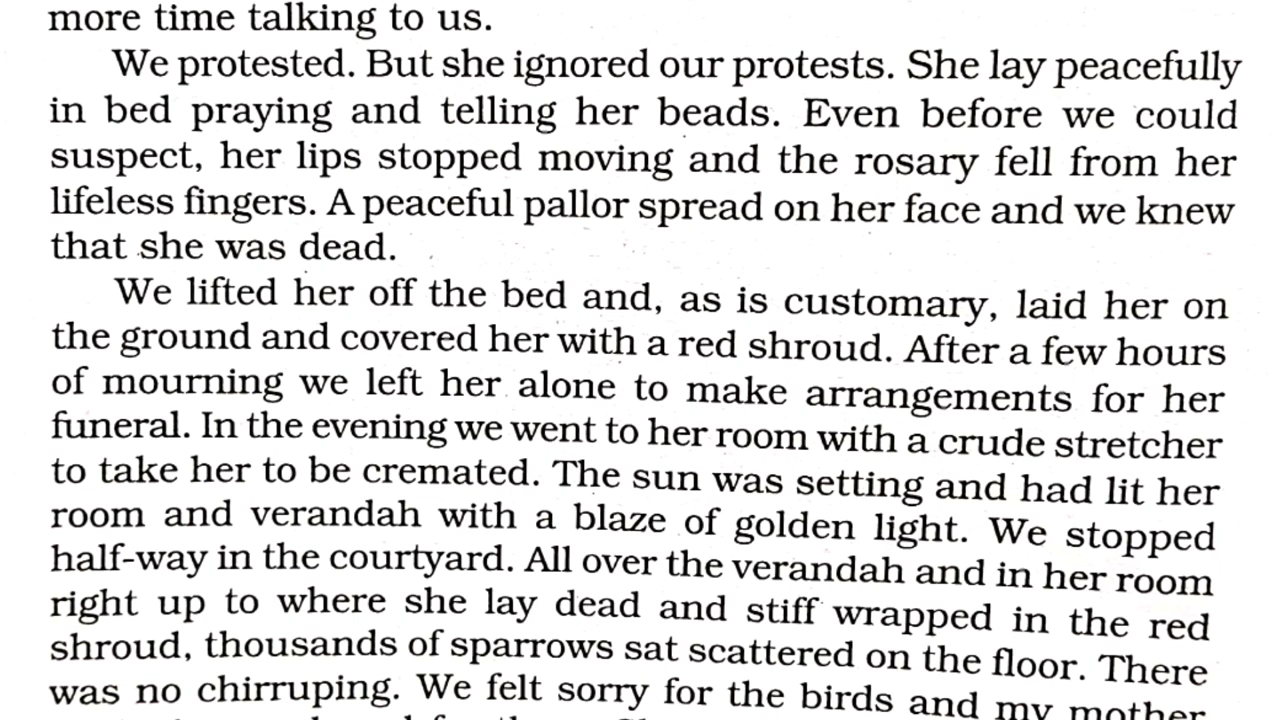 more time talking to us.
We protested. But she ignored our protests. She lay peacefully
in bed praying and telling her beads. Even before we could
suspect, her lips stopped moving and the rosary fell from her
lifeless fingers. A peaceful pallor spread on her face and we knew
that she was dead.
We lifted her off the bed and, as is customary, laid her on
the ground and covered her with a red shroud. After a few hours
of mourning we left her alone to make arrangements for her
funeral. In the evening we went to her room with a crude stretcher
to take her to be cremated. The sun was setting and had lit her
room and verandah with a blaze of golden light. We stopped
half-way in the courtyard. All over the verandah and in her room
right up to where she lay dead and stiff wrapped in the red
shroud, thousands of sparrows sat scattered on the floor. There
was no chirruping. We felt sorry for the birds and my mother